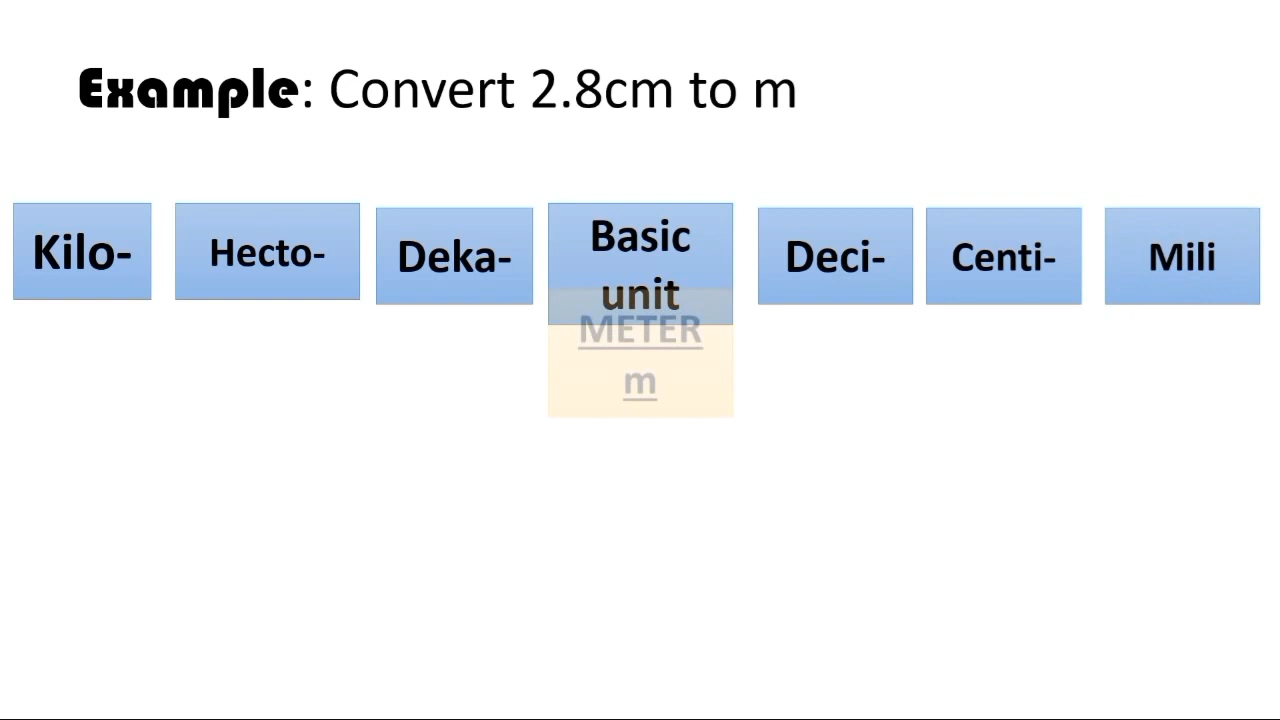 Example: Convert 2.8cm to m
Kilo- Hecto- Deka- Basic unit Deci- Centi- Mili
METER
m